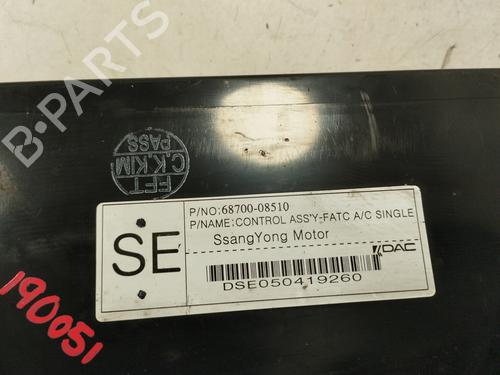 B-PARTS
FFT
C.K.KIM
PASS
P/NO:68700-08510
P/NAME:CONTROL ASS'Y-FATC A/C SINGLE
SE
SsangYong Motor
DAC
DSE050419260
190051